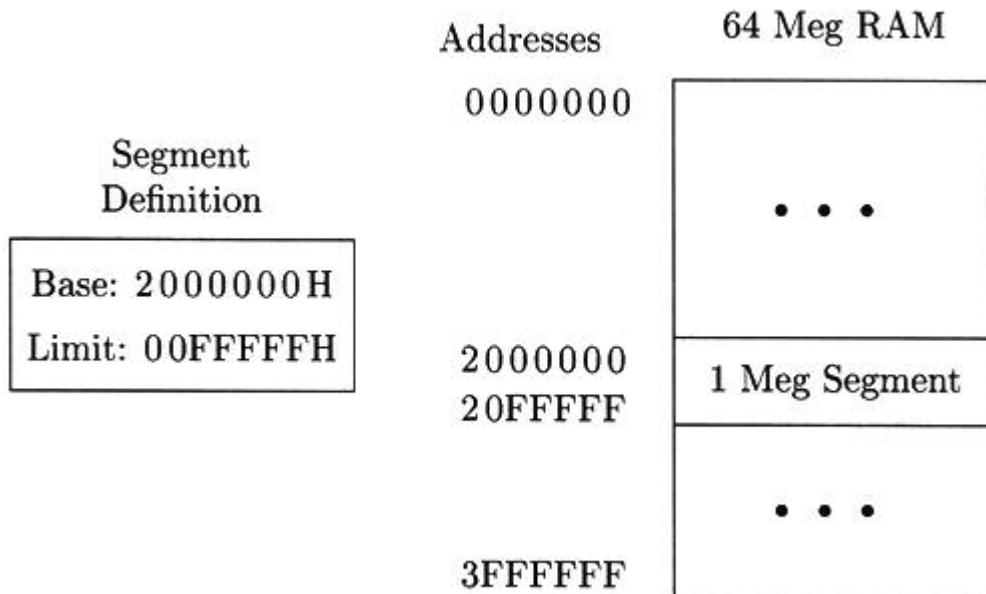 Addresses
64 Meg RAM
0000000
Segment
Definition
Base: 2000000H
Limit: 00FFFFFH
2000000
20FFFFF
1 Meg Segment
3FFFFFF